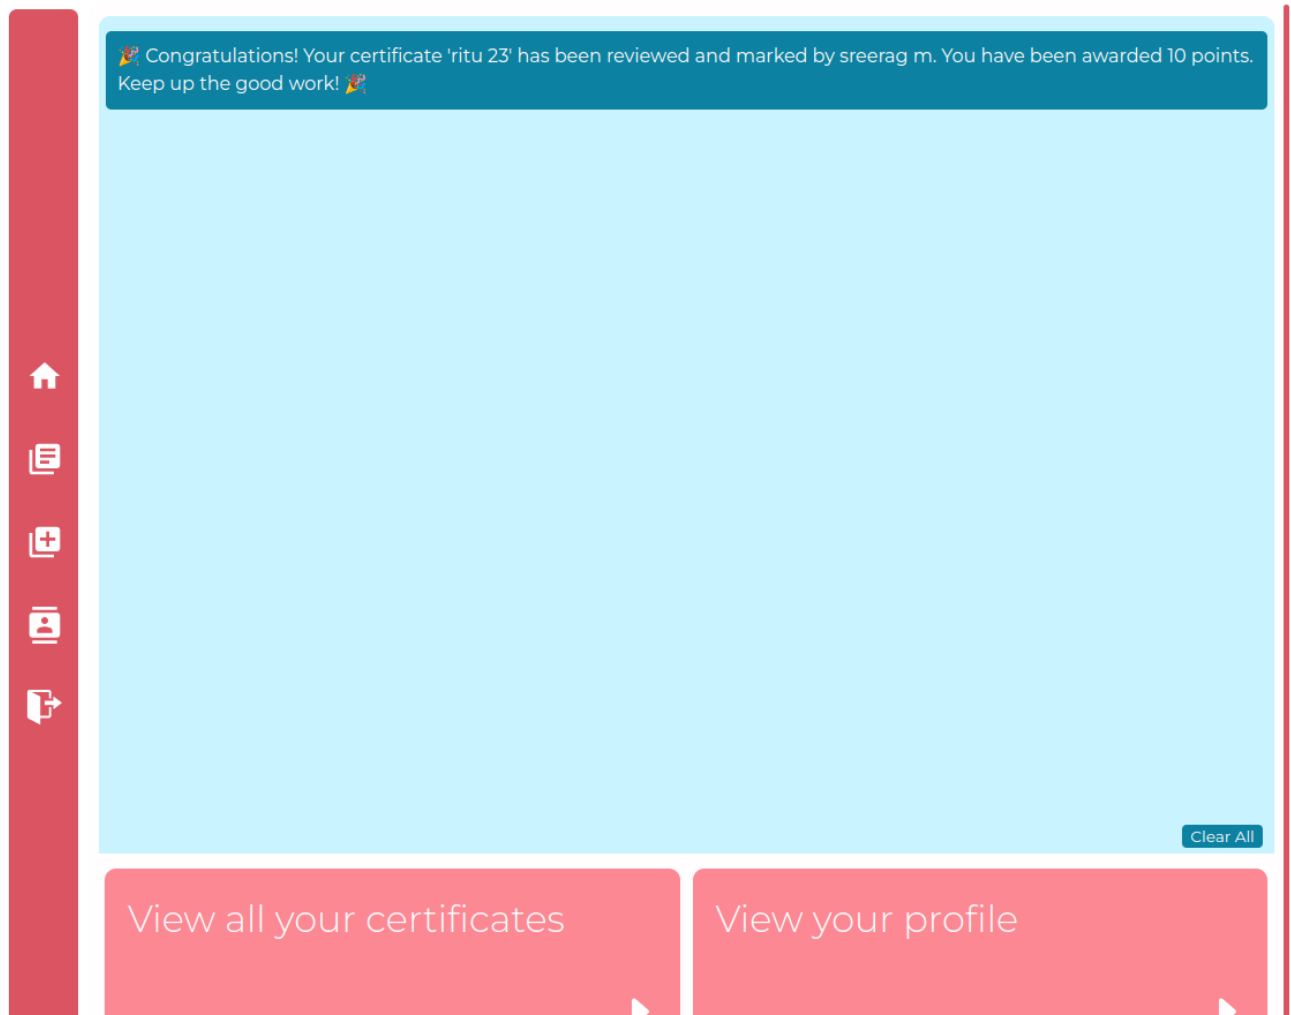 🎉 Congratulations! Your certificate 'ritu 23' has been reviewed and marked by sreerag m. You have been awarded 10 points.
Keep up the good work! 🎉
Clear All
View all your certificates
View your profile